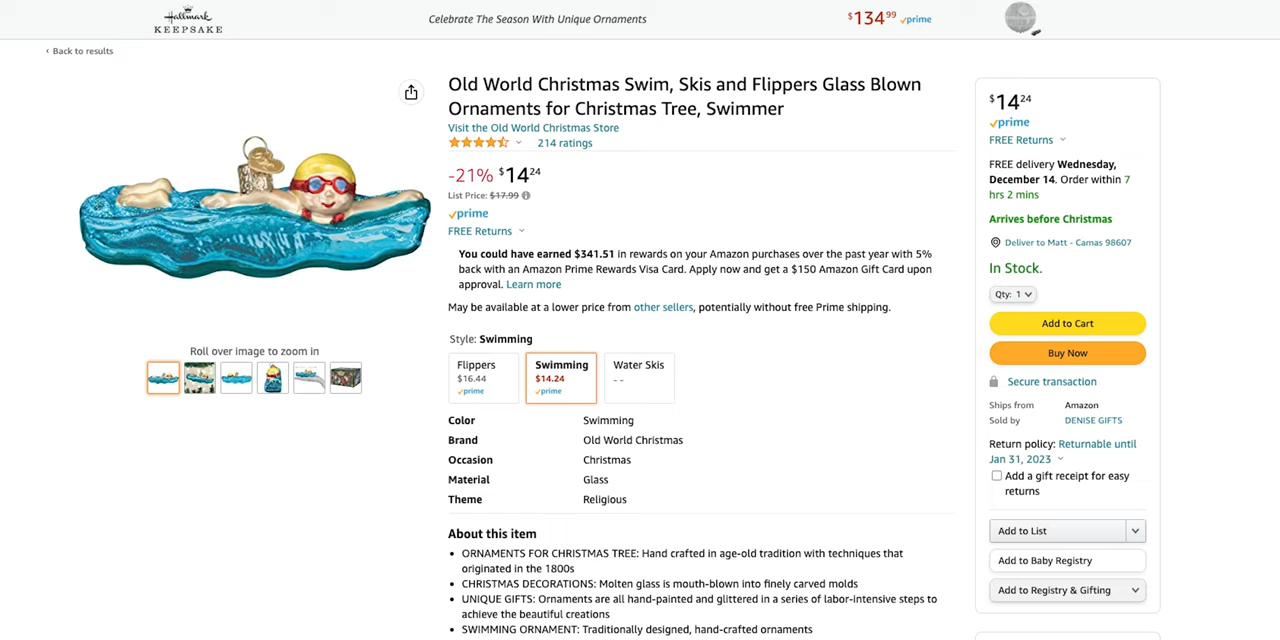 Hallmark
KEEPSAKE
Celebrate The Season With Unique Ornaments
$134 99 prime
‹ Back to results
Old World Christmas Swim, Skis and Flippers Glass Blown
Ornaments for Christmas Tree, Swimmer
Visit the Old World Christmas Store
214 ratings
-21% $14 24
List Price: $17.99
prime
FREE Returns
You could have earned $341.51 in rewards on your Amazon purchases over the past year with 5%
back with an Amazon Prime Rewards Visa Card. Apply now and get a $150 Amazon Gift Card upon
approval. Learn more
May be available at a lower price from other sellers, potentially without free Prime shipping.
Roll over image to zoom in
Style: Swimming
Flippers
$16.44
prime
Swimming
$14.24
prime
Water Skis
- -
Color Swimming
Brand Old World Christmas
Occasion Christmas
Material Glass
Theme Religious
About this item
• ORNAMENTS FOR CHRISTMAS TREE: Hand crafted in age-old tradition with techniques that
originated in the 1800s
• CHRISTMAS DECORATIONS: Molten glass is mouth-blown into finely carved molds
• UNIQUE GIFTS: Ornaments are all hand-painted and glittered in a series of labor-intensive steps to
achieve the beautiful creations
• SWIMMING ORNAMENT: Traditionally designed, hand-crafted ornaments
$14 24
prime
FREE Returns
FREE delivery Wednesday,
December 14. Order within 7
hrs 2 mins
Arrives before Christmas
Deliver to Matt - Camas 98607
In Stock.
Qty: 1
Add to Cart
Buy Now
Secure transaction
Ships from Amazon
Sold by DENISE GIFTS
Return policy: Returnable until
Jan 31, 2023
Add a gift receipt for easy
returns
Add to List
Add to Baby Registry
Add to Registry & Gifting